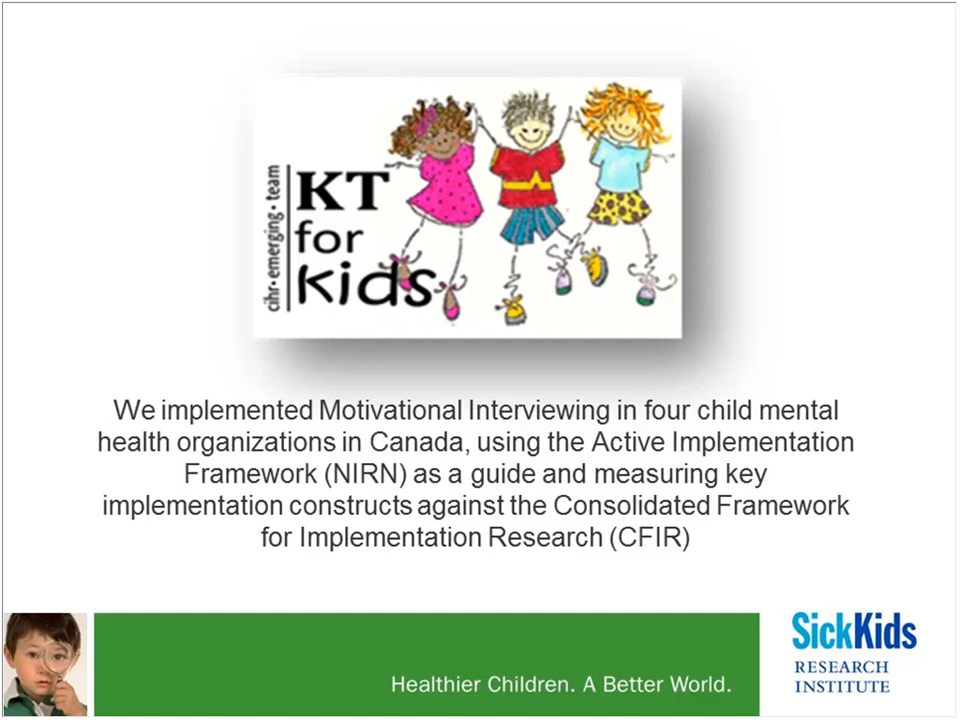 cihr·emerging·team
KT
for
kids
We implemented Motivational Interviewing in four child mental
health organizations in Canada, using the Active Implementation
Framework (NIRN) as a guide and measuring key
implementation constructs against the Consolidated Framework
for Implementation Research (CFIR)
Healthier Children. A Better World.
SickKids
RESEARCH
INSTITUTE